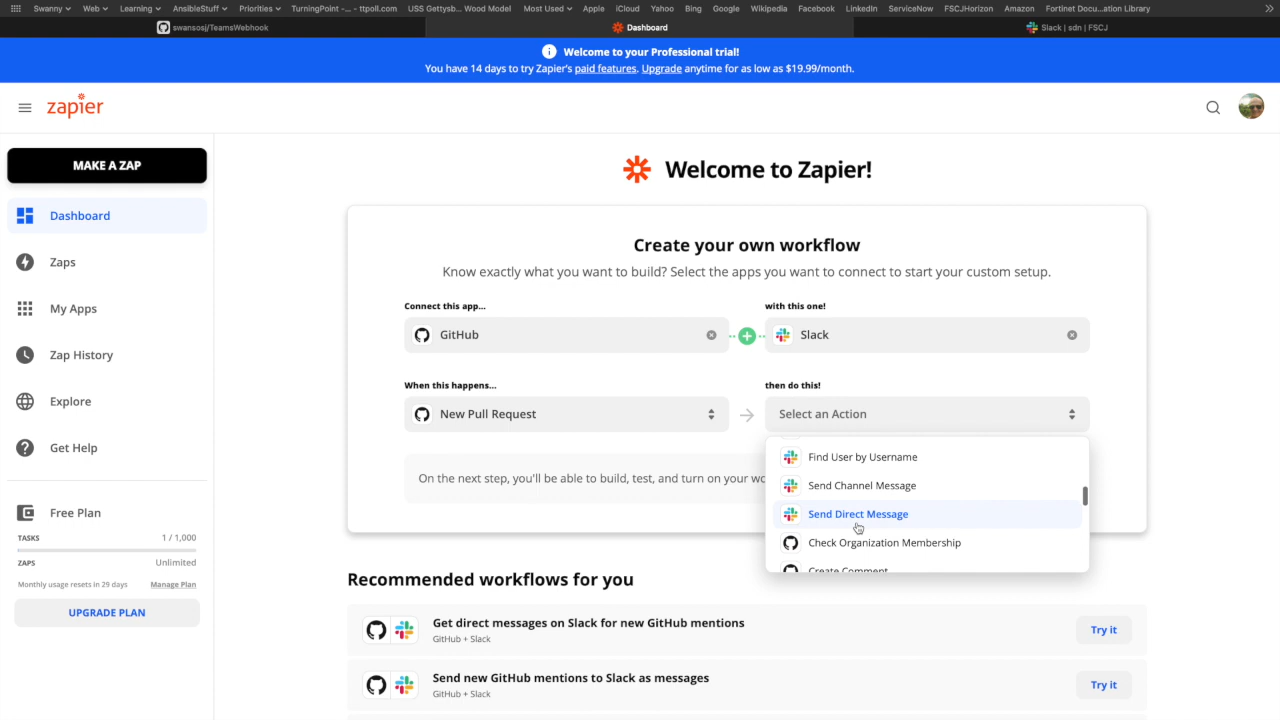 Swanny
Web
Learning
AnsibleStuff
Priorities
TurningPoint -... - ttpoll.com
USS Gettysb... Wood Model
Most Used
Apple
iCloud
Yahoo
Bing
Google
Wikipedia
Facebook
LinkedIn
ServiceNow
FSCJHorizon
Amazon
Fortinet Docu...ation Library
swansosj/TeamsWebhook
Dashboard
Slack | sdn | FSCJ
Welcome to your Professional trial!
You have 14 days to try Zapier's paid features. Upgrade anytime for as low as $19.99/month.
zapier
MAKE A ZAP
Dashboard
Zaps
My Apps
Zap History
Explore
Get Help
Free Plan
TASKS 1 / 1,000
ZAPS Unlimited
Monthly usage resets in 29 days Manage Plan
UPGRADE PLAN
Welcome to Zapier!
Create your own workflow
Know exactly what you want to build? Select the apps you want to connect to start your custom setup.
Connect this app...
with this one!
GitHub
Slack
When this happens...
then do this!
New Pull Request
Select an Action
Find User by Username
Send Channel Message
Send Direct Message
Check Organization Membership
Create Comment
On the next step, you'll be able to build, test, and turn on your wo
Recommended workflows for you
Get direct messages on Slack for new GitHub mentions
GitHub + Slack
Try it
Send new GitHub mentions to Slack as messages
GitHub + Slack
Try it